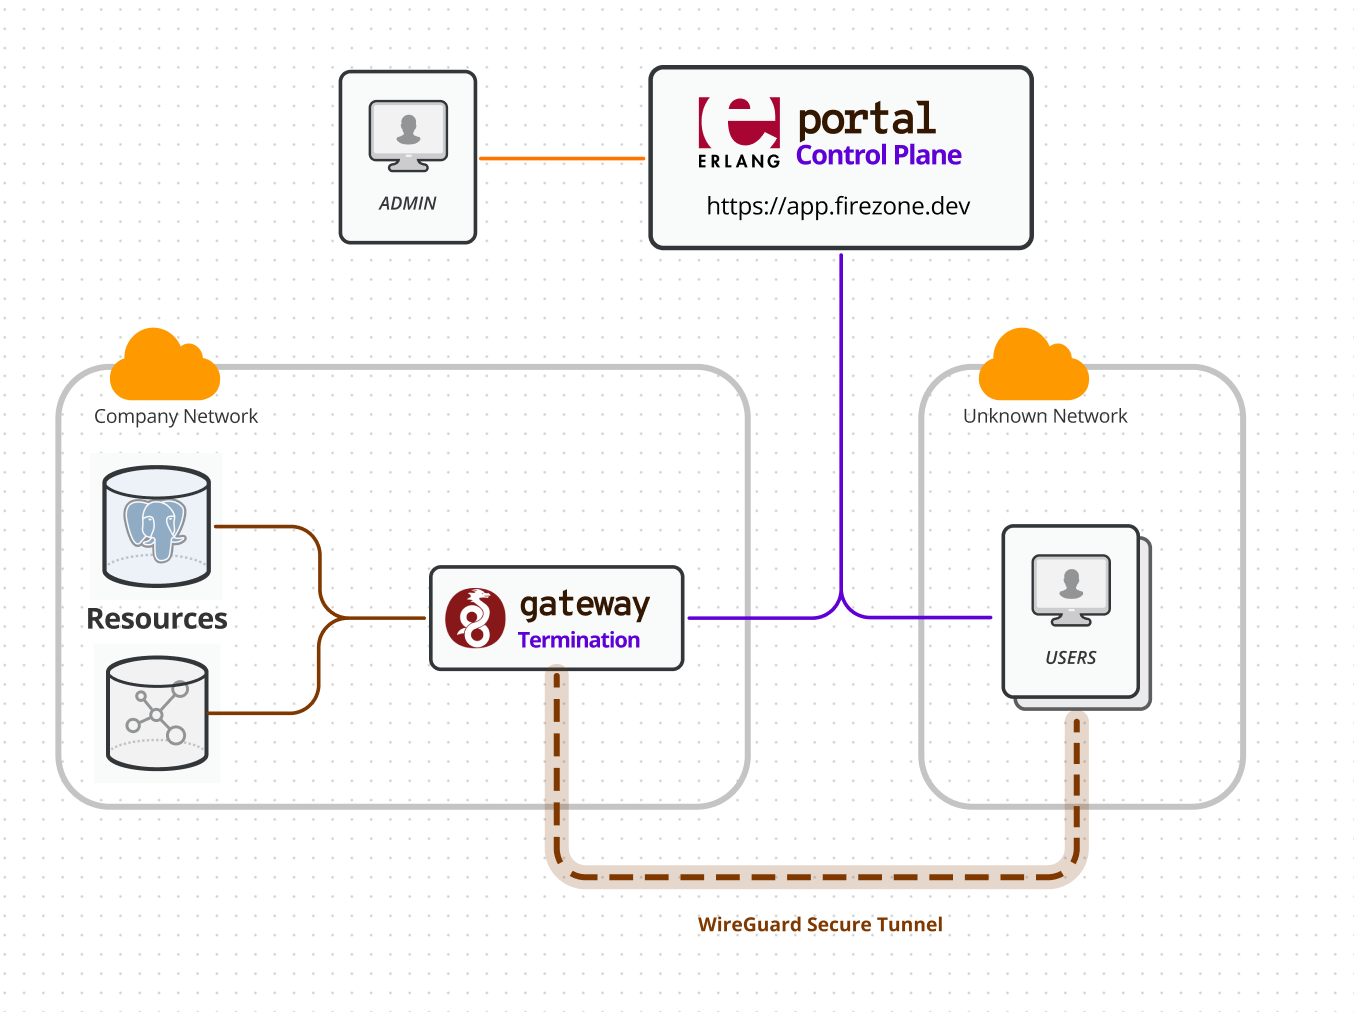 ADMIN
ERLANG
portal
Control Plane
https://app.firezone.dev
Company Network
Unknown Network
Resources
gateway
Termination
USERS
WireGuard Secure Tunnel